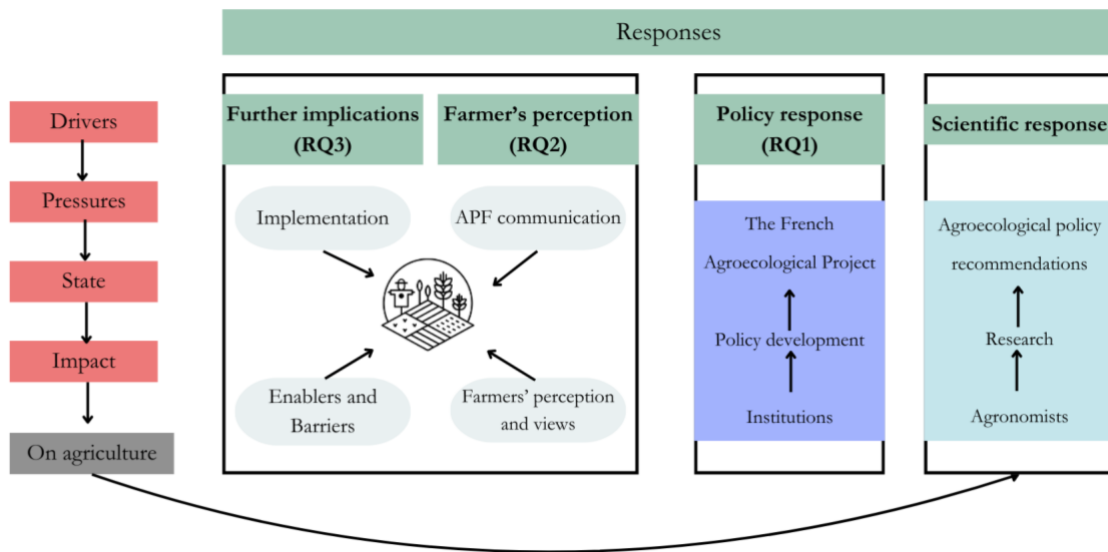 Responses
Drivers
Pressures
State
Impact
On agriculture
Further implications
(RQ3)
Farmer's perception
(RQ2)
Implementation
APF communication
Enablers and
Barriers
Farmers' perception
and views
Policy response
(RQ1)
The French
Agroecological Project
Policy development
Institutions
Scientific response
Agroecological policy
recommendations
Research
Agronomists